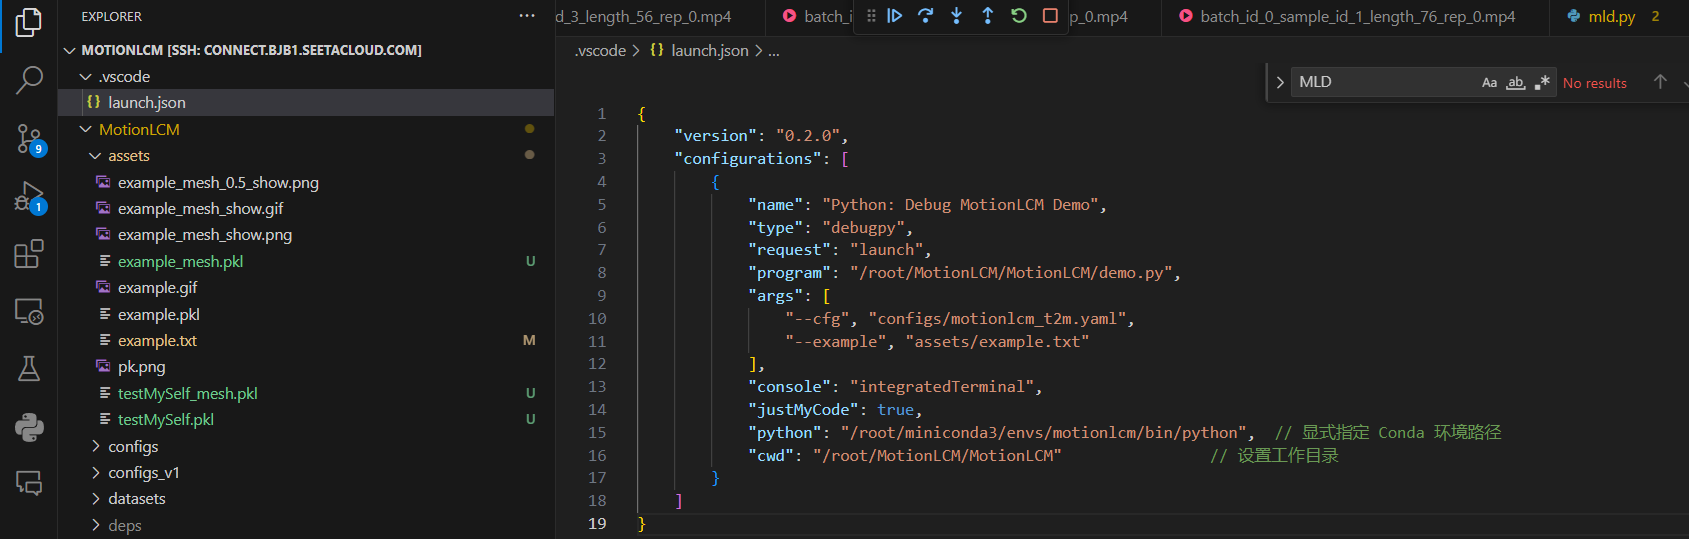 EXPLORER
MOTIONLCM [SSH: CONNECT.BJB1.SEETACLOUD.COM]
.vscode
launch.json
MotionLCM
assets
example_mesh_0.5_show.png
example_mesh_show.gif
example_mesh_show.png
example_mesh.pkl U
example.gif
example.pkl
example.txt M
pk.png
testMySelf_mesh.pkl U
testMySelf.pkl U
configs
configs_v1
datasets
deps
9
1
d_3_length_56_rep_0.mp4 batch_i p_0.mp4 batch_id_0_sample_id_1_length_76_rep_0.mp4 mld.py 2
.vscode > {} launch.json > ...
MLD Aa ab .* No results
1 {
2 "version": "0.2.0",
3 "configurations": [
4 {
5 "name": "Python: Debug MotionLCM Demo",
6 "type": "debugpy",
7 "request": "launch",
8 "program": "/root/MotionLCM/MotionLCM/demo.py",
9 "args": [
10 "--cfg", "configs/motionlcm_t2m.yaml",
11 "--example", "assets/example.txt"
12 ],
13 "console": "integratedTerminal",
14 "justMyCode": true,
15 "python": "/root/miniconda3/envs/motionlcm/bin/python", // 显式指定 Conda 环境路径
16 "cwd": "/root/MotionLCM/MotionLCM" // 设置工作目录
17 }
18 ]
19 }